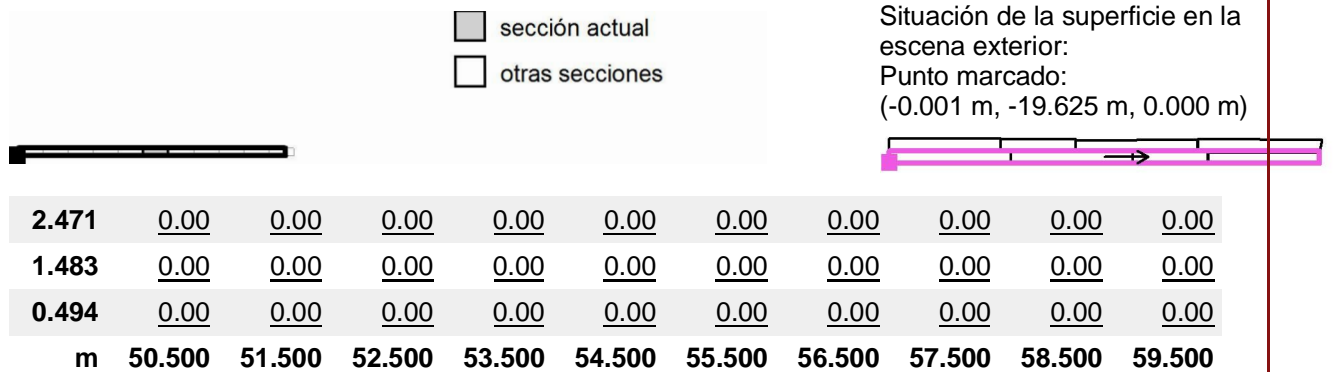 sección actual
otras secciones
Situación de la superficie en la
escena exterior:
Punto marcado:
(-0.001 m, -19.625 m, 0.000 m)
2.471 0.00 0.00 0.00 0.00 0.00 0.00 0.00 0.00 0.00 0.00
1.483 0.00 0.00 0.00 0.00 0.00 0.00 0.00 0.00 0.00 0.00
0.494 0.00 0.00 0.00 0.00 0.00 0.00 0.00 0.00 0.00 0.00
m 50.500 51.500 52.500 53.500 54.500 55.500 56.500 57.500 58.500 59.500